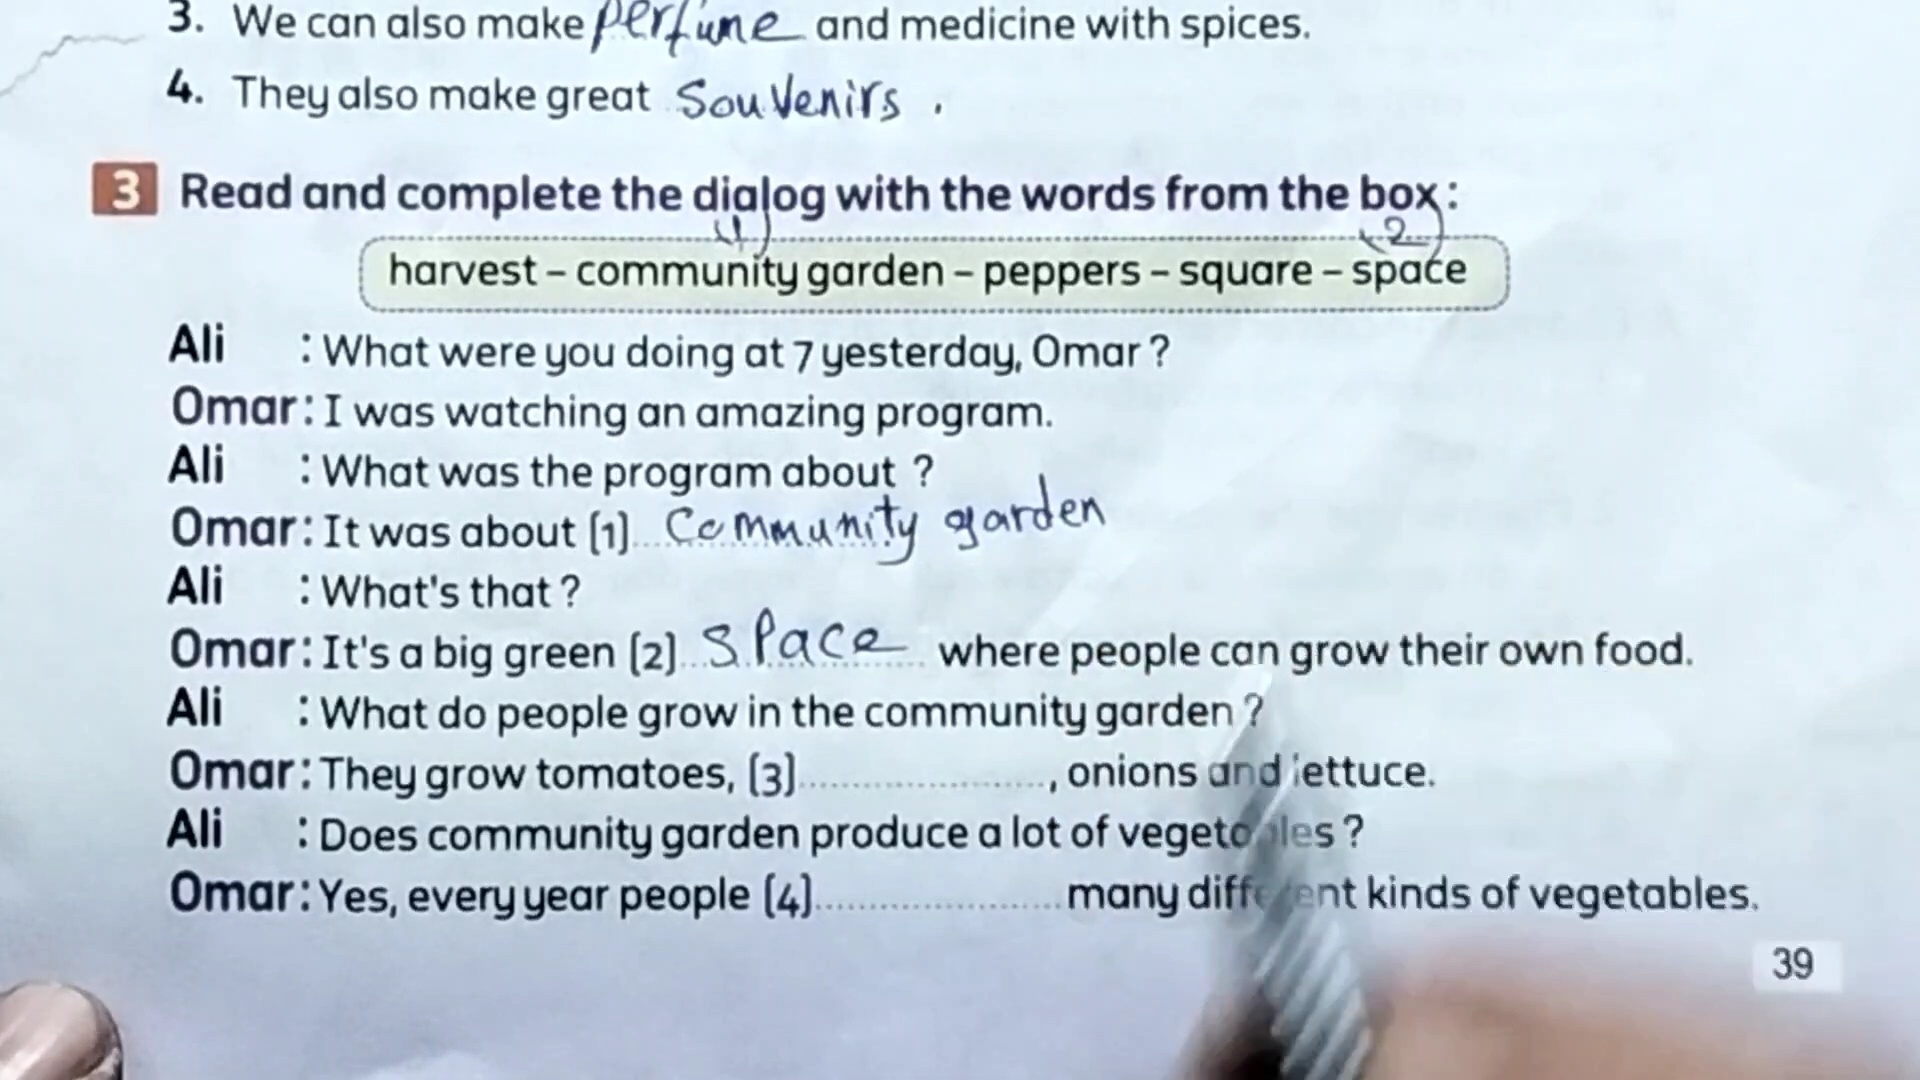 3. We can also make perfume and medicine with spices.
4. They also make great souvenirs.
3 Read and complete the dialog with the words from the box :
(1) (2)
harvest – community garden – peppers – square – space
Ali : What were you doing at 7 yesterday, Omar ?
Omar : I was watching an amazing program.
Ali : What was the program about ?
Omar : It was about (1) Community garden
Ali : What's that ?
Omar : It's a big green (2) space where people can grow their own food.
Ali : What do people grow in the community garden ?
Omar : They grow tomatoes, (3)...................., onions and lettuce.
Ali : Does community garden produce a lot of vegetables ?
Omar : Yes, every year people (4).................... many different kinds of vegetables.
39